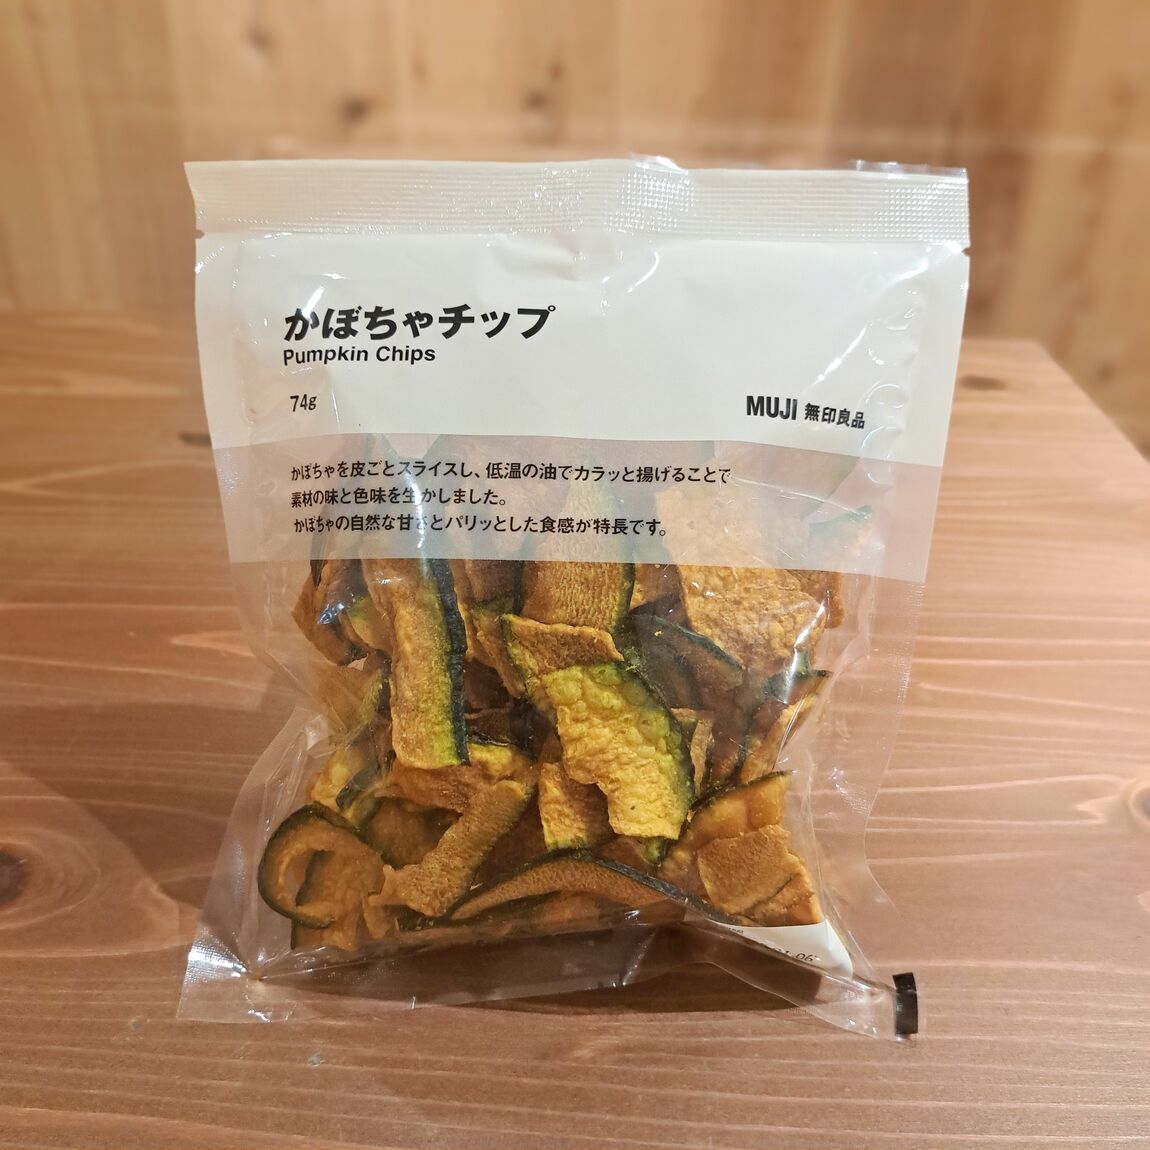 かぼちゃチップ
Pumpkin Chips
74g
MUJI 無印良品
かぼちゃを皮ごとスライスし、低温の油でカラッと揚げることで
素材の味と色味を生かしました。
かぼちゃの自然な甘さとパリッとした食感が特長です。